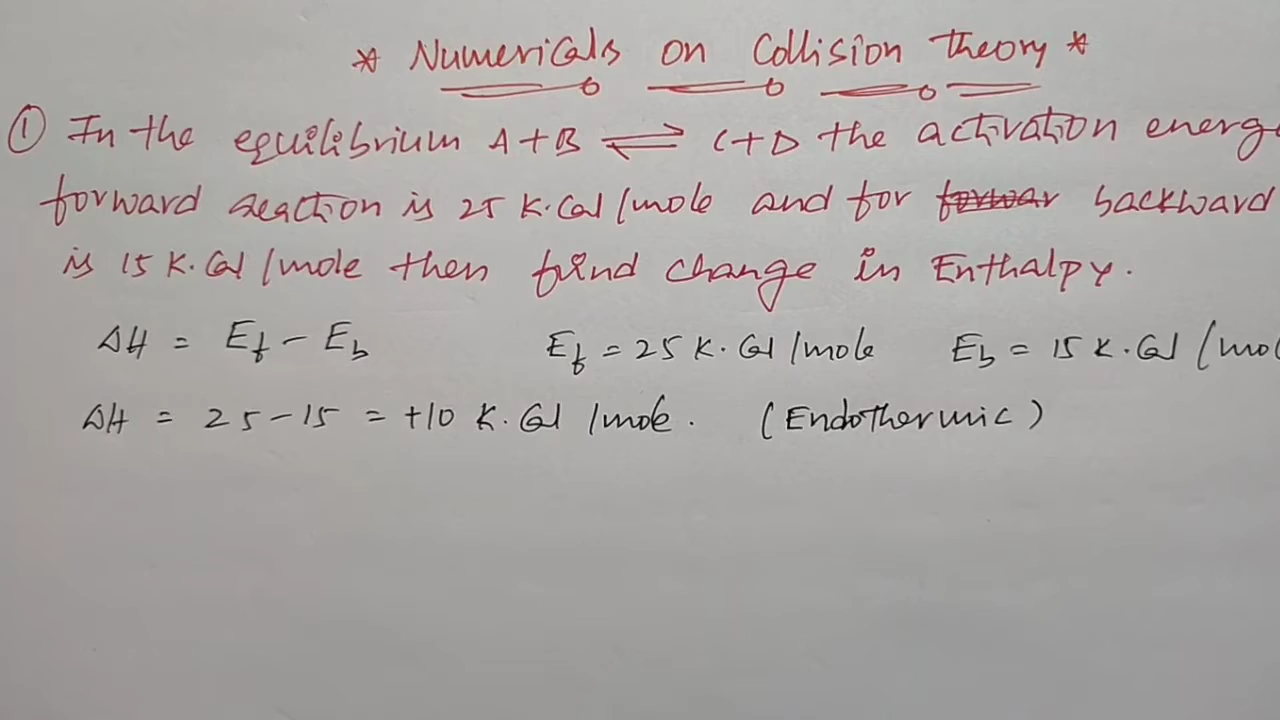 * Numericals on Collision Theory *
① In the equilibrium A+B ⇌ C+D the activation energ
forward reaction is 25 K.Cal/mole and for forwar backward
is 15 K.Cal/mole then find change in Enthalpy.
ΔH = Ef - Eb Ef = 25 K.Cal/mole Eb = 15 K.Cal/mo
ΔH = 25-15 = +10 K.Cal/mole. (Endothermic)